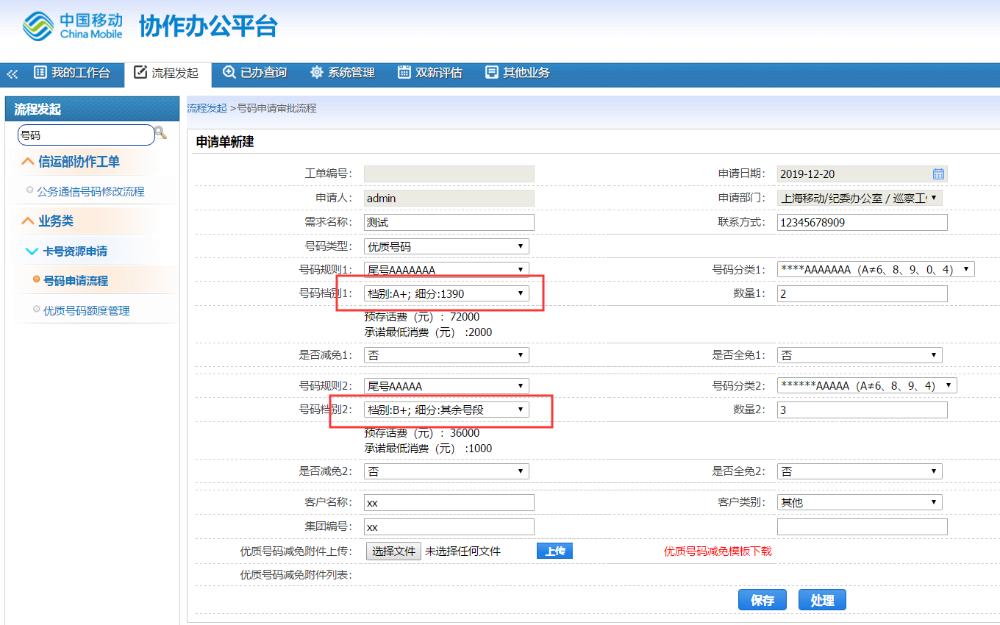 中国移动
China Mobile
协作办公平台
我的工作台 流程发起 已办查询 系统管理 双新评估 其他业务
流程发起
号码
信运部协作工单
公务通信号码修改流程
业务类
卡号资源申请
号码申请流程
优质号码额度管理
流程发起 >号码申请审批流程
申请单新建
工单编号： 申请日期： 2019-12-20
申请人： admin 申请部门： 上海移动/纪委办公室 / 巡察工
需求名称： 测试 联系方式： 12345678909
号码类型： 优质号码
号码规则1： 尾号AAAAAAA 号码分类1： ****AAAAAAA（A≠6、8、9、0、4）
号码档别1： 档别:A+; 细分:1390 数量1： 2
预存话费（元）：72000
承诺最低消费（元） :2000
是否减免1： 否 是否全免1： 否
号码规则2： 尾号AAAAA 号码分类2： ******AAAAA（A≠6、8、9、4）
号码档别2： 档别:B+; 细分:其余号段 数量2： 3
预存话费（元）：36000
承诺最低消费（元） :1000
是否减免2： 否 是否全免2： 否
客户名称： xx 客户类别： 其他
集团编号： xx
优质号码减免附件上传： 选择文件 未选择任何文件 上传 优质号码减免模板下载
优质号码减免附件列表：
保存 处理